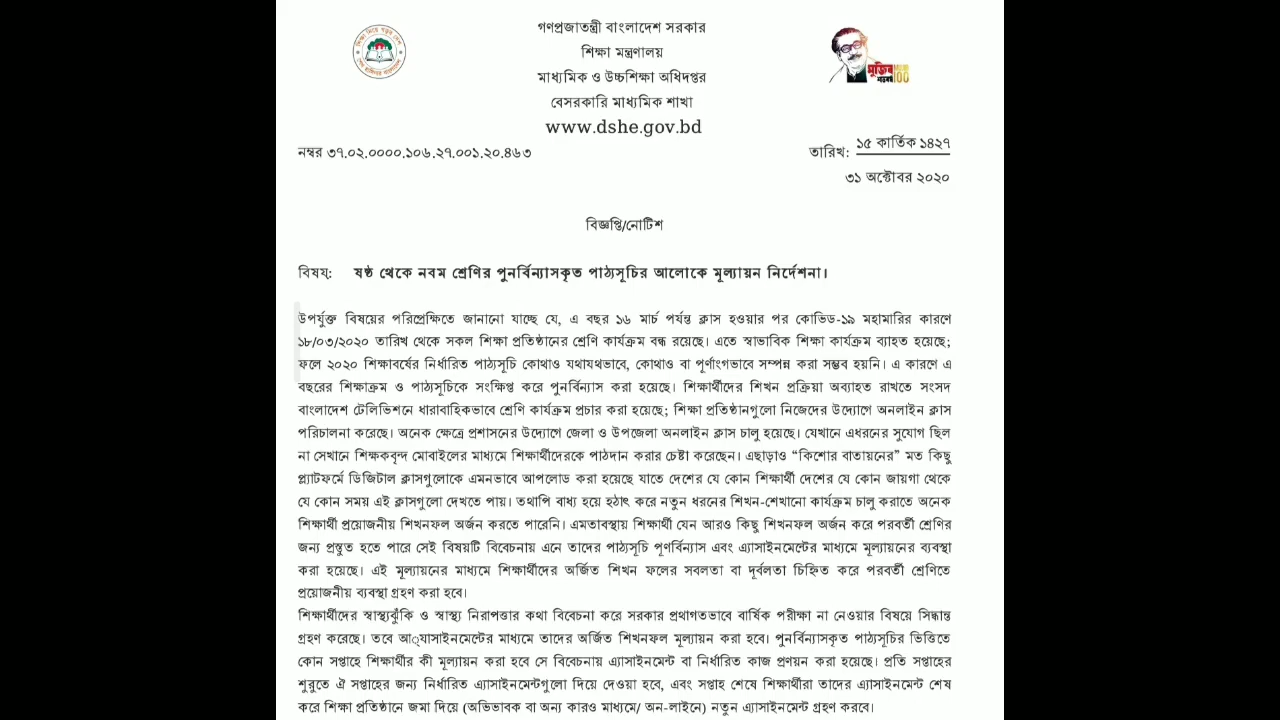 গণপ্রজাতন্ত্রী বাংলাদেশ সরকার
শিক্ষা মন্ত্রণালয়
মাধ্যমিক ও উচ্চশিক্ষা অধিদপ্তর
বেসরকারি মাধ্যমিক শাখা
www.dshe.gov.bd
নম্বর ৩৭.০২.০০০০.১০৬.২৭.০০১.২০.৪৬৩
তারিখ: ১৫ কার্তিক ১৪২৭
৩১ অক্টোবর ২০২০
মুজিব 100
বিজ্ঞপ্তি/নোটিশ
বিষয়: ষষ্ঠ থেকে নবম শ্রেণির পুনর্বিন্যাসকৃত পাঠ্যসূচির আলোকে মূল্যায়ন নির্দেশনা।
উপর্যুক্ত বিষয়ের পরিপ্রেক্ষিতে জানানো যাচ্ছে যে, এ বছর ১৬ মার্চ পর্যন্ত ক্লাস হওয়ার পর কোভিড-১৯ মহামারির কারণে
১৮/০৩/২০২০ তারিখ থেকে সকল শিক্ষা প্রতিষ্ঠানের শ্রেণি কার্যক্রম বন্ধ রয়েছে। এতে স্বাভাবিক শিক্ষা কার্যক্রম ব্যাহত হয়েছে;
ফলে ২০২০ শিক্ষাবর্ষের নির্ধারিত পাঠ্যসূচি কোথাও যথাযথভাবে, কোথাও বা পূর্ণাংগভাবে সম্পন্ন করা সম্ভব হয়নি। এ কারণে এ
বছরের শিক্ষাক্রম ও পাঠ্যসূচিকে সংক্ষিপ্ত করে পুনর্বিন্যাস করা হয়েছে। শিক্ষার্থীদের শিখন প্রক্রিয়া অব্যাহত রাখতে সংসদ
বাংলাদেশ টেলিভিশনে ধারাবাহিকভাবে শ্রেণি কার্যক্রম প্রচার করা হয়েছে; শিক্ষা প্রতিষ্ঠানগুলো নিজেদের উদ্যোগে অনলাইন ক্লাস
পরিচালনা করেছে। অনেক ক্ষেত্রে প্রশাসনের উদ্যোগে জেলা ও উপজেলা অনলাইন ক্লাস চালু হয়েছে। যেখানে এধরনের সুযোগ ছিল
না সেখানে শিক্ষকবৃন্দ মোবাইলের মাধ্যমে শিক্ষার্থীদেরকে পাঠদান করার চেষ্টা করেছেন। এছাড়াও “কিশোর বাতায়নের” মত কিছু
প্ল্যাটফর্মে ডিজিটাল ক্লাসগুলোকে এমনভাবে আপলোড করা হয়েছে যাতে দেশের যে কোন শিক্ষার্থী দেশের যে কোন জায়গা থেকে
যে কোন সময় এই ক্লাসগুলো দেখতে পায়। তথাপি বাধ্য হয়ে হঠাৎ করে নতুন ধরনের শিখন-শেখানো কার্যক্রম চালু করাতে অনেক
শিক্ষার্থী প্রয়োজনীয় শিখনফল অর্জন করতে পারেনি। এমতাবস্থায় শিক্ষার্থী যেন আরও কিছু শিখনফল অর্জন করে পরবর্তী শ্রেণির
জন্য প্রস্তুত হতে পারে সেই বিষয়টি বিবেচনায় এনে তাদের পাঠ্যসূচি পূণর্বিন্যাস এবং এ্যাসাইনমেন্টের মাধ্যমে মূল্যায়নের ব্যবস্থা
করা হয়েছে। এই মূল্যায়নের মাধ্যমে শিক্ষার্থীদের অর্জিত শিখন ফলের সবলতা বা দূর্বলতা চিহ্নিত করে পরবর্তী শ্রেণিতে
প্রয়োজনীয় ব্যবস্থা গ্রহণ করা হবে।
শিক্ষার্থীদের স্বাস্থ্যঝুঁকি ও স্বাস্থ্য নিরাপত্তার কথা বিবেচনা করে সরকার প্রথাগতভাবে বার্ষিক পরীক্ষা না নেওয়ার বিষয়ে সিদ্ধান্ত
গ্রহণ করেছে। তবে আ্যাসাইনমেন্টের মাধ্যমে তাদের অর্জিত শিখনফল মূল্যায়ন করা হবে। পুনর্বিন্যাসকৃত পাঠ্যসূচির ভিত্তিতে
কোন সপ্তাহে শিক্ষার্থীর কী মূল্যায়ন করা হবে সে বিবেচনায় এ্যাসাইনমেন্ট বা নির্ধারিত কাজ প্রণয়ন করা হয়েছে। প্রতি সপ্তাহের
শুরুতে ঐ সপ্তাহের জন্য নির্ধারিত এ্যাসাইনমেন্টগুলো দিয়ে দেওয়া হবে, এবং সপ্তাহ শেষে শিক্ষার্থীরা তাদের এ্যাসাইনমেন্ট শেষ
করে শিক্ষা প্রতিষ্ঠানে জমা দিয়ে (অভিভাবক বা অন্য কারও মাধ্যমে/ অন-লাইনে) নতুন এ্যাসাইনমেন্ট গ্রহণ করবে।